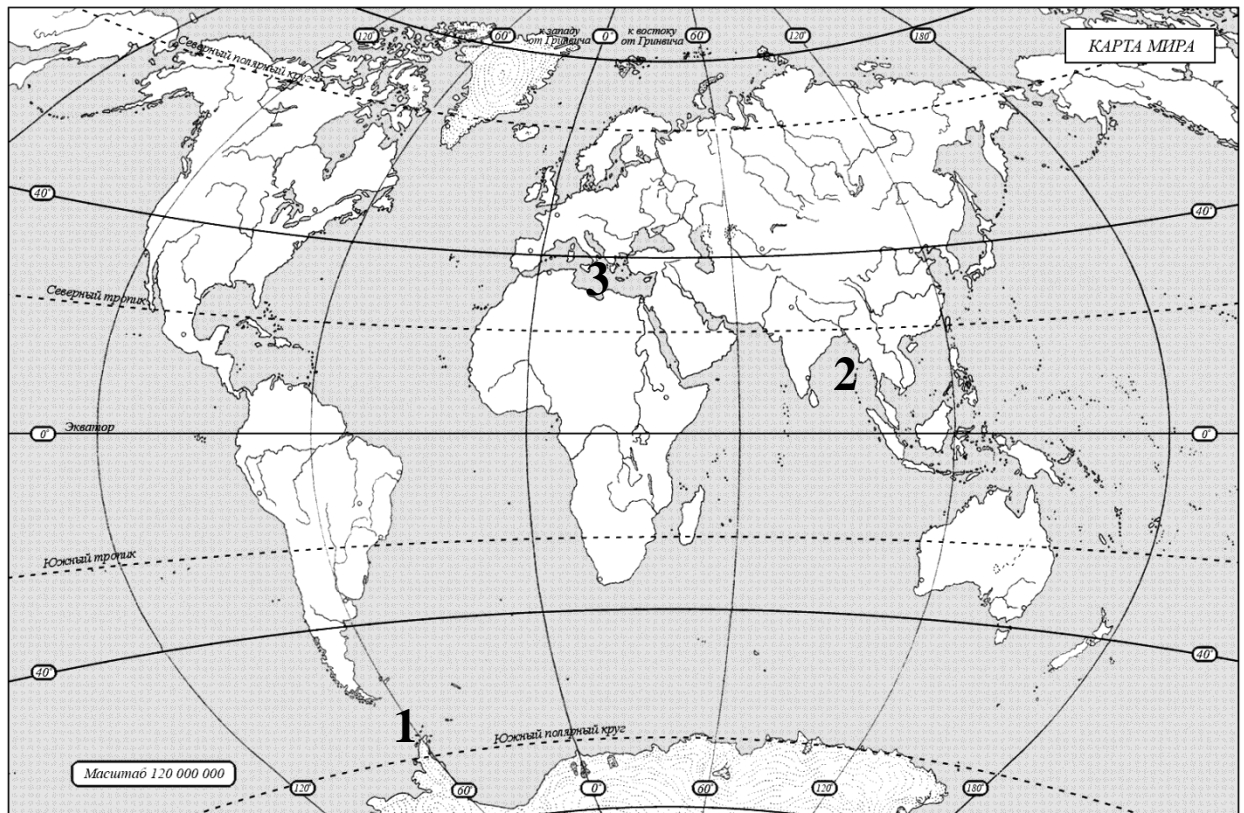 120°
60°
к западу
от Гринвича
0°
к востоку
от Гринвича
60°
120°
180°
КАРТА МИРА
Северный полярный круг
40°
40°
3
Северный тропик
2
Экватор
0°
0°
Южный тропик
40°
40°
1
Южный полярный круг
Масштаб 120 000 000
120°
60°
0°
60°
120°
180°